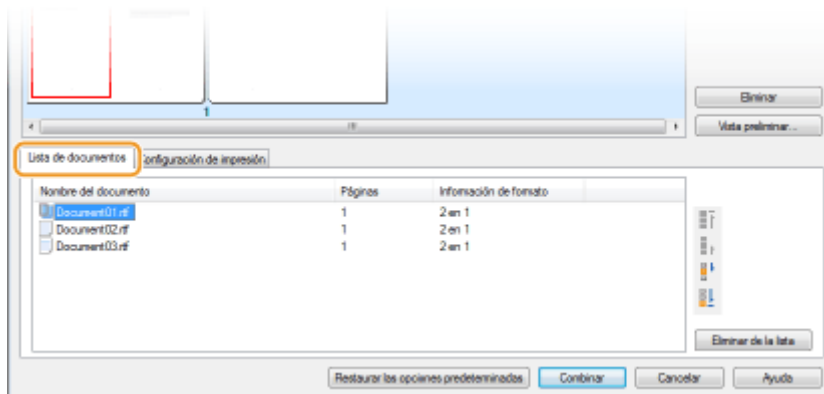 Eliminar
1
Vista preliminar...
Lista de documentos Configuración de impresión
Nombre del documento Páginas Información de formato
Document01.rtf 1 2 en 1
Document02.rtf 1 2 en 1
Document03.rtf 1 2 en 1
Eliminar de la lista
Restaurar las opciones predeterminadas Combinar Cancelar Ayuda